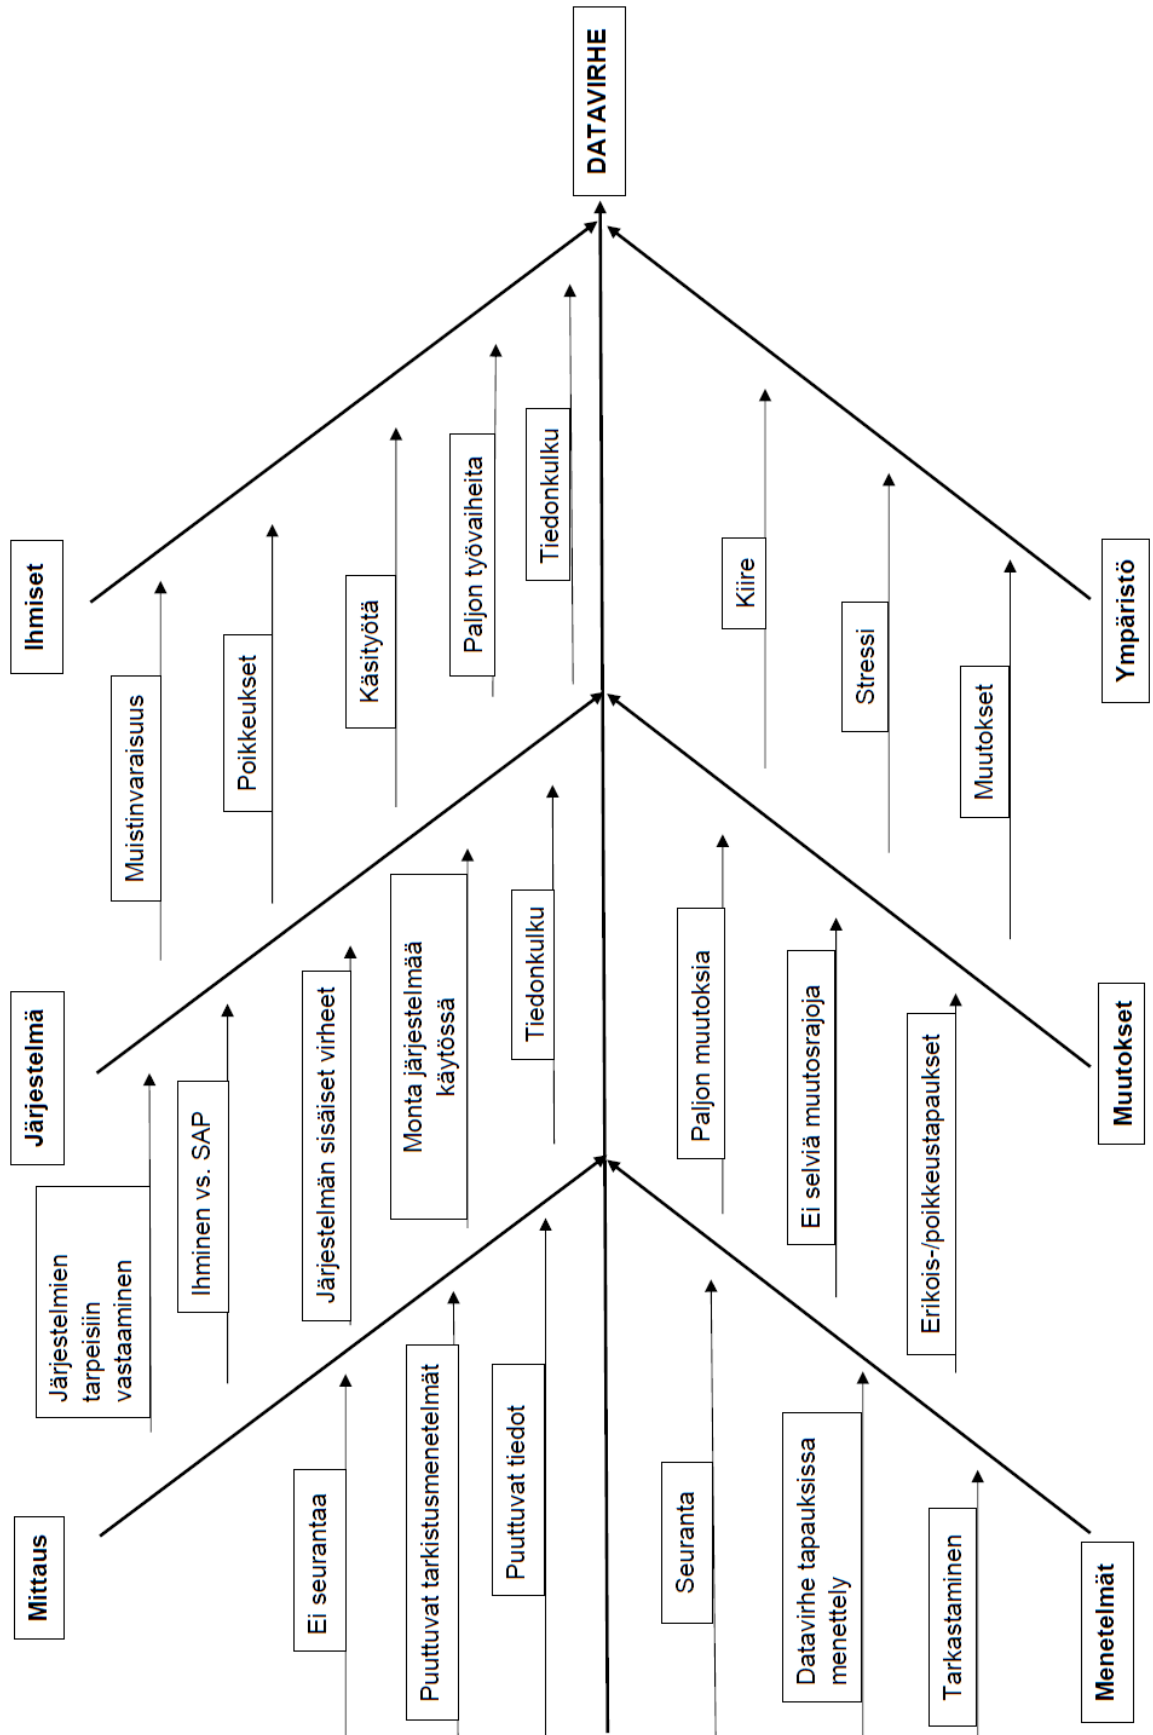 Mittaus
Järjestelmä
Ihmiset
Ei seurantaa
Puuttuvat tarkistusmenetelmät
Puuttuvat tiedot
Järjestelmien
tarpeisiin
vastaaminen
Ihminen vs. SAP
Järjestelmän sisäiset virheet
Monta järjestelmää
käytössä
Tiedonkulku
Muistinvaraisuus
Poikkeukset
Käsityötä
Paljon työvaiheita
Tiedonkulku
DATAVIRHE
Seuranta
Datavirhe tapauksissa
menettely
Tarkastaminen
Paljon muutoksia
Ei selviä muutosrajoja
Erikois-/poikkeustapaukset
Kiire
Stressi
Muutokset
Menetelmät
Muutokset
Ympäristö